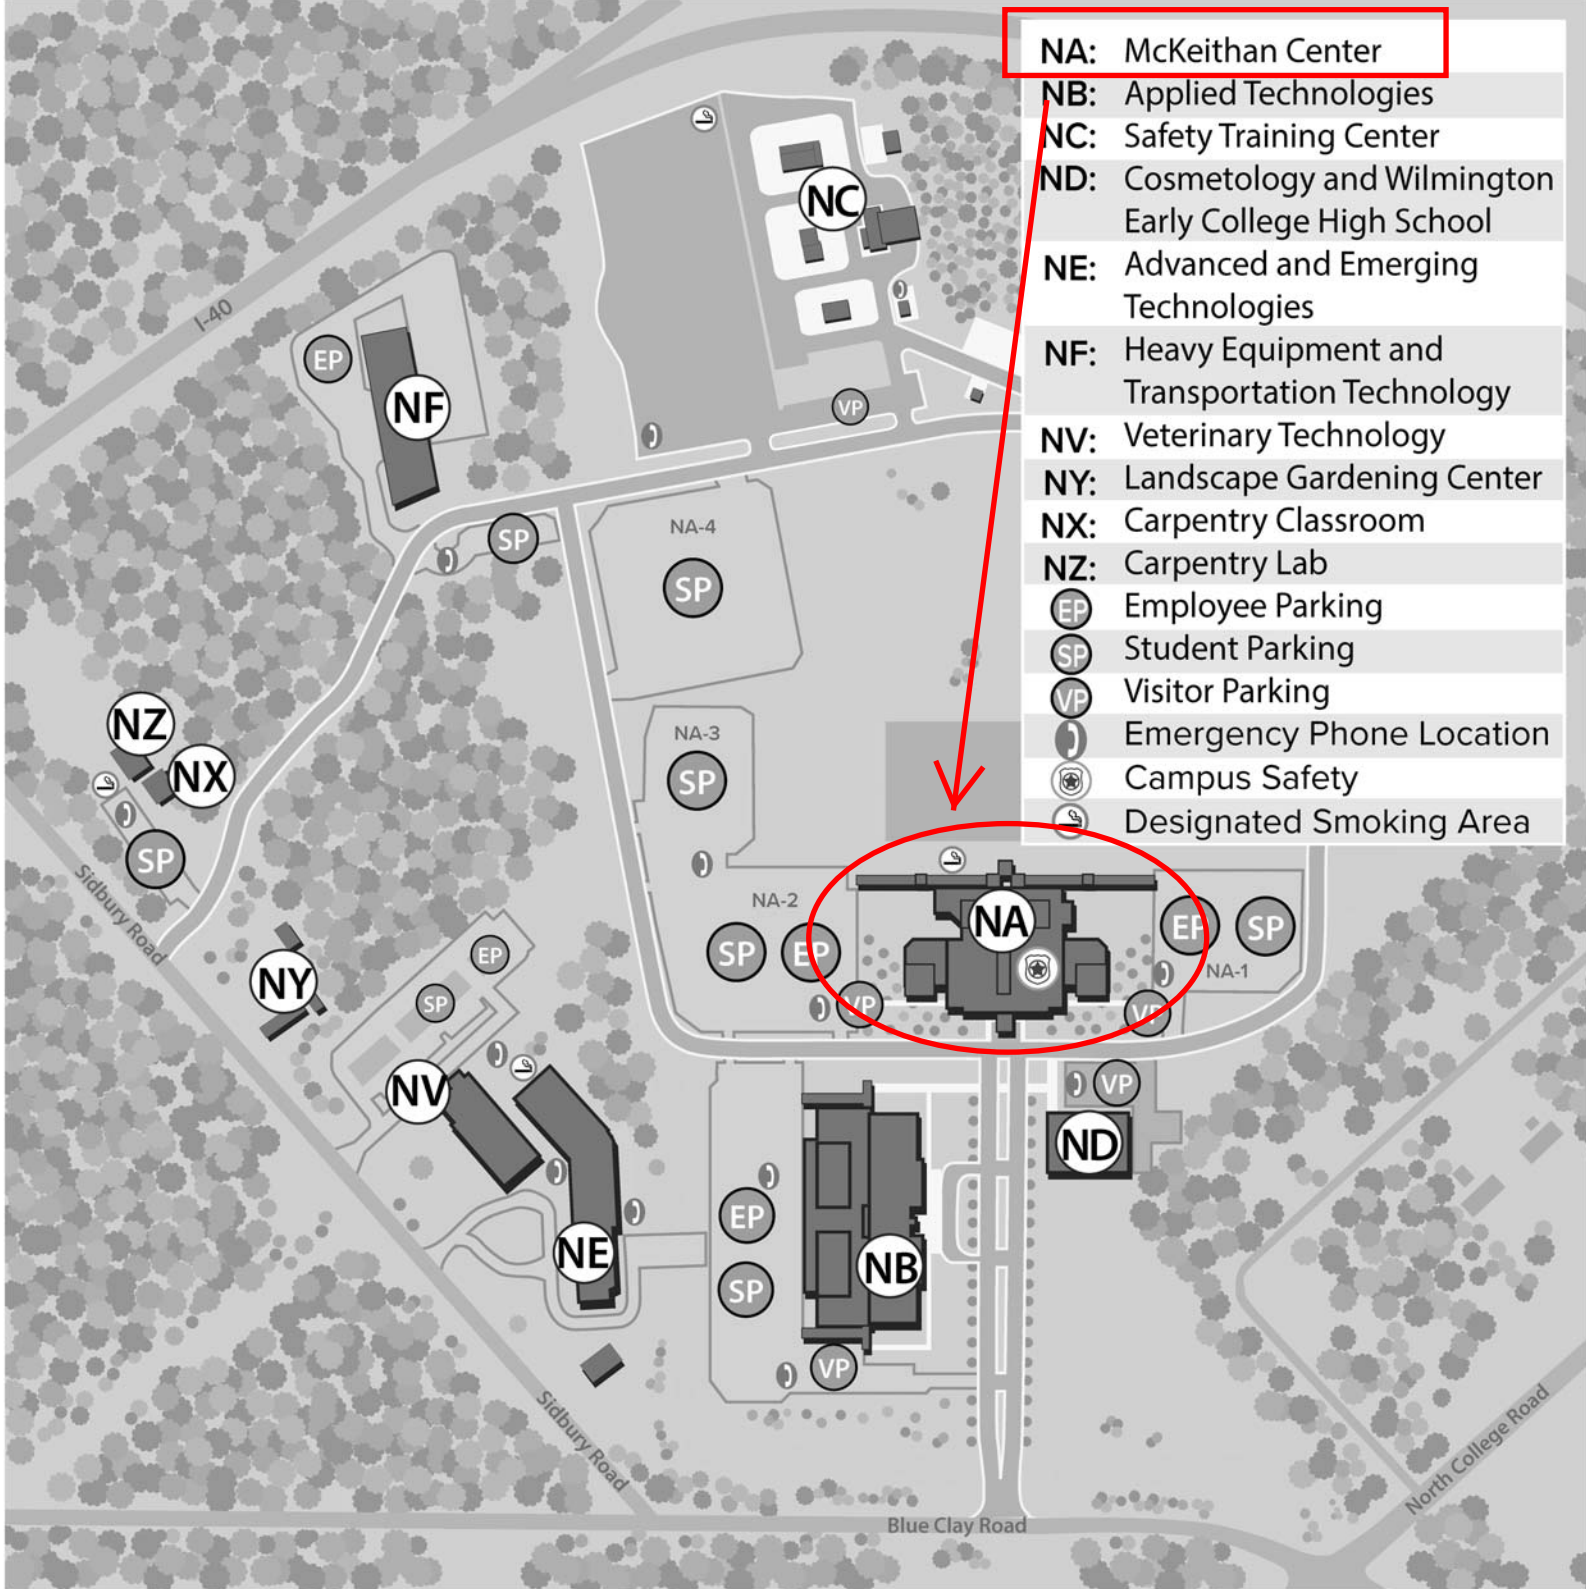 NA: McKeithan Center
NB: Applied Technologies
NC: Safety Training Center
ND: Cosmetology and Wilmington
Early College High School
NE: Advanced and Emerging
Technologies
NF: Heavy Equipment and
Transportation Technology
NV: Veterinary Technology
NY: Landscape Gardening Center
NX: Carpentry Classroom
NZ: Carpentry Lab
EP Employee Parking
SP Student Parking
VP Visitor Parking
Emergency Phone Location
Campus Safety
Designated Smoking Area
NC
I-40
EP
NF
VP
SP
NA-4
SP
NZ
NX
NA-3
SP
SP
Sidbury Road
NA-2
SP
EP
NA
EP
SP
NA-1
VP
VP
NY
EP
SP
NV
VP
ND
NE
EP
SP
NB
VP
Sidbury Road
North College Road
Blue Clay Road